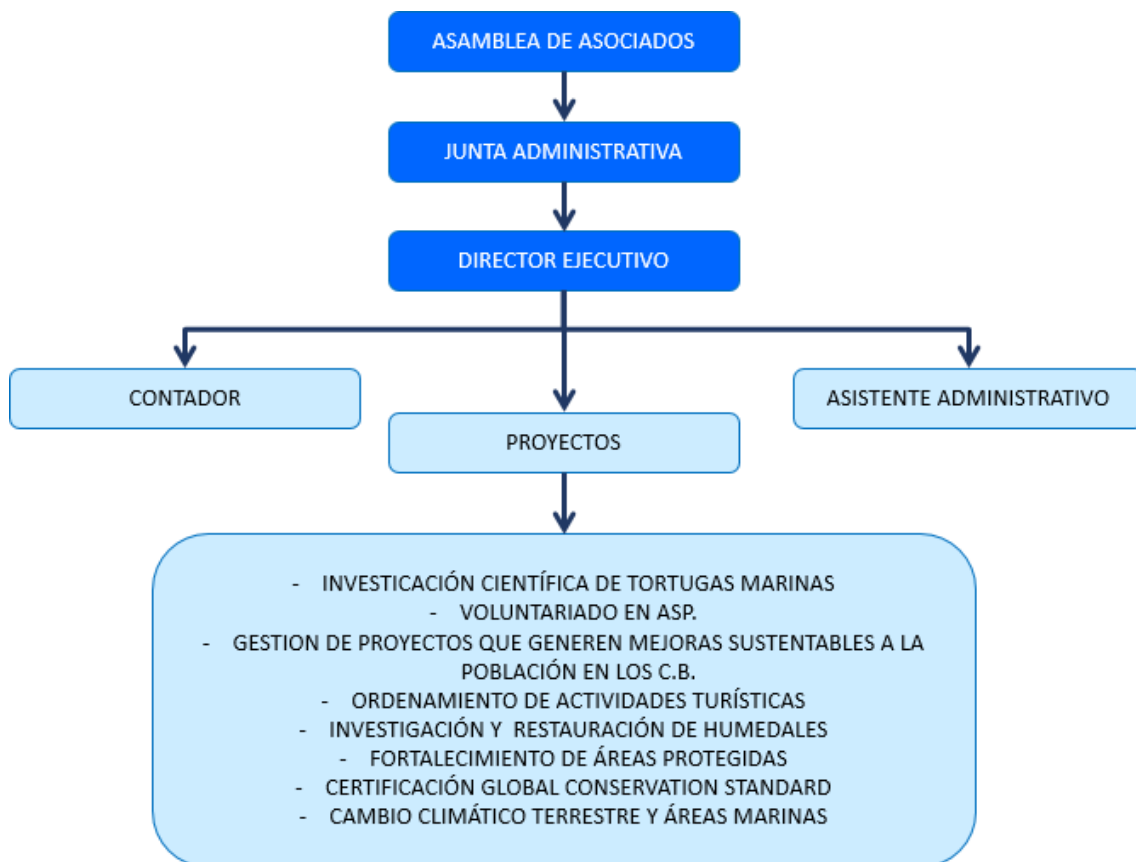 ASAMBLEA DE ASOCIADOS
JUNTA ADMINISTRATIVA
DIRECTOR EJECUTIVO
CONTADOR
ASISTENTE ADMINISTRATIVO
PROYECTOS
- INVESTICACIÓN CIENTÍFICA DE TORTUGAS MARINAS
- VOLUNTARIADO EN ASP.
- GESTION DE PROYECTOS QUE GENEREN MEJORAS SUSTENTABLES A LA
POBLACIÓN EN LOS C.B.
- ORDENAMIENTO DE ACTIVIDADES TURÍSTICAS
- INVESTIGACIÓN Y RESTAURACIÓN DE HUMEDALES
- FORTALECIMIENTO DE ÁREAS PROTEGIDAS
- CERTIFICACIÓN GLOBAL CONSERVATION STANDARD
- CAMBIO CLIMÁTICO TERRESTRE Y ÁREAS MARINAS